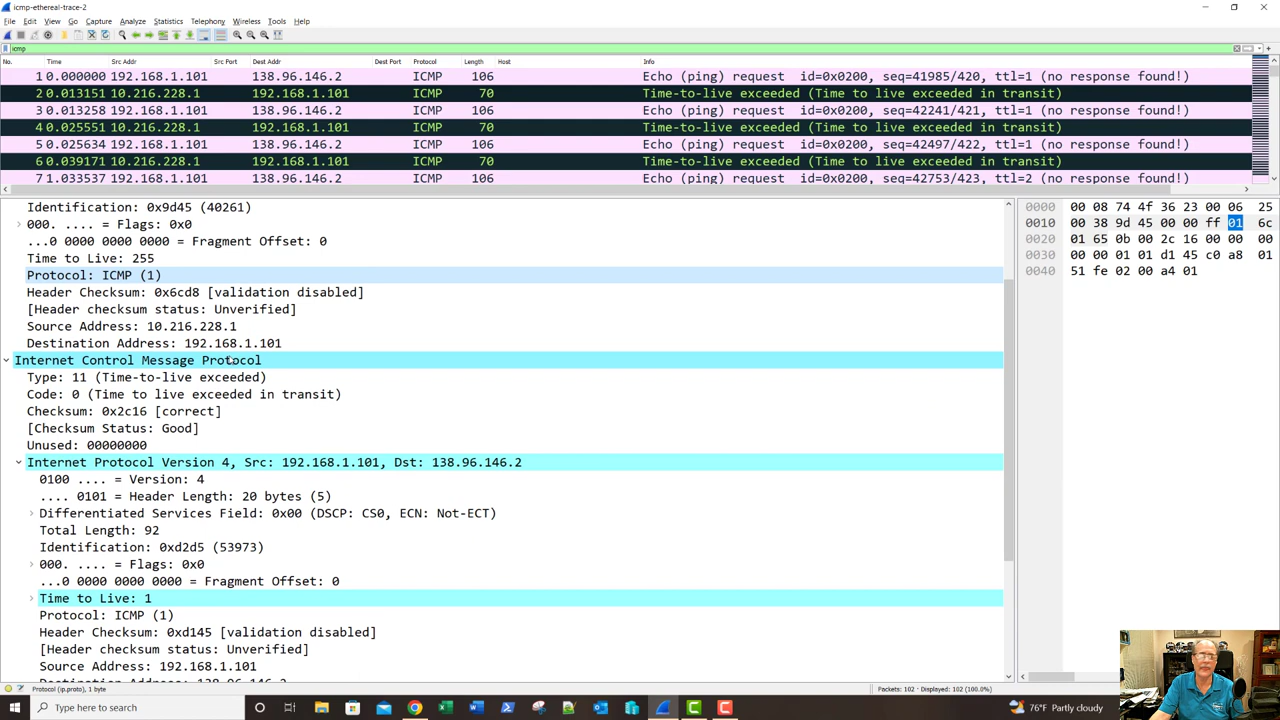 icmp-ethereal-trace-2
File Edit View Go Capture Analyze Statistics Telephony Wireless Tools Help
icmp
No. Time Src Addr Src Port Dest Addr Dest Port Protocol Length Host Info
1 0.000000 192.168.1.101 138.96.146.2 ICMP 106 Echo (ping) request id=0x0200, seq=41985/420, ttl=1 (no response found!)
2 0.013151 10.216.228.1 192.168.1.101 ICMP 70 Time-to-live exceeded (Time to live exceeded in transit)
3 0.013258 192.168.1.101 138.96.146.2 ICMP 106 Echo (ping) request id=0x0200, seq=42241/421, ttl=1 (no response found!)
4 0.025551 10.216.228.1 192.168.1.101 ICMP 70 Time-to-live exceeded (Time to live exceeded in transit)
5 0.025634 192.168.1.101 138.96.146.2 ICMP 106 Echo (ping) request id=0x0200, seq=42497/422, ttl=1 (no response found!)
6 0.039171 10.216.228.1 192.168.1.101 ICMP 70 Time-to-live exceeded (Time to live exceeded in transit)
7 1.033537 192.168.1.101 138.96.146.2 ICMP 106 Echo (ping) request id=0x0200, seq=42753/423, ttl=2 (no response found!)
Identification: 0x9d45 (40261)
000. .... = Flags: 0x0
...0 0000 0000 0000 = Fragment Offset: 0
Time to Live: 255
Protocol: ICMP (1)
Header Checksum: 0x6cd8 [validation disabled]
[Header checksum status: Unverified]
Source Address: 10.216.228.1
Destination Address: 192.168.1.101
Internet Control Message Protocol
Type: 11 (Time-to-live exceeded)
Code: 0 (Time to live exceeded in transit)
Checksum: 0x2c16 [correct]
[Checksum Status: Good]
Unused: 00000000
Internet Protocol Version 4, Src: 192.168.1.101, Dst: 138.96.146.2
0100 .... = Version: 4
.... 0101 = Header Length: 20 bytes (5)
Differentiated Services Field: 0x00 (DSCP: CS0, ECN: Not-ECT)
Total Length: 92
Identification: 0xd2d5 (53973)
000. .... = Flags: 0x0
...0 0000 0000 0000 = Fragment Offset: 0
Time to Live: 1
Protocol: ICMP (1)
Header Checksum: 0xd145 [validation disabled]
[Header checksum status: Unverified]
Source Address: 192.168.1.101
Destination Address: 138.96.146.2
0000 00 08 74 4f 36 23 00 06 25
0010 00 38 9d 45 00 00 ff 01 6c
0020 01 65 0b 00 2c 16 00 00 00
0030 00 00 01 01 d1 45 c0 a8 01
0040 51 fe 02 00 a4 01
Protocol (ip.proto), 1 byte
Packets: 102 · Displayed: 102 (100.0%)
Type here to search
76°F Partly cloudy